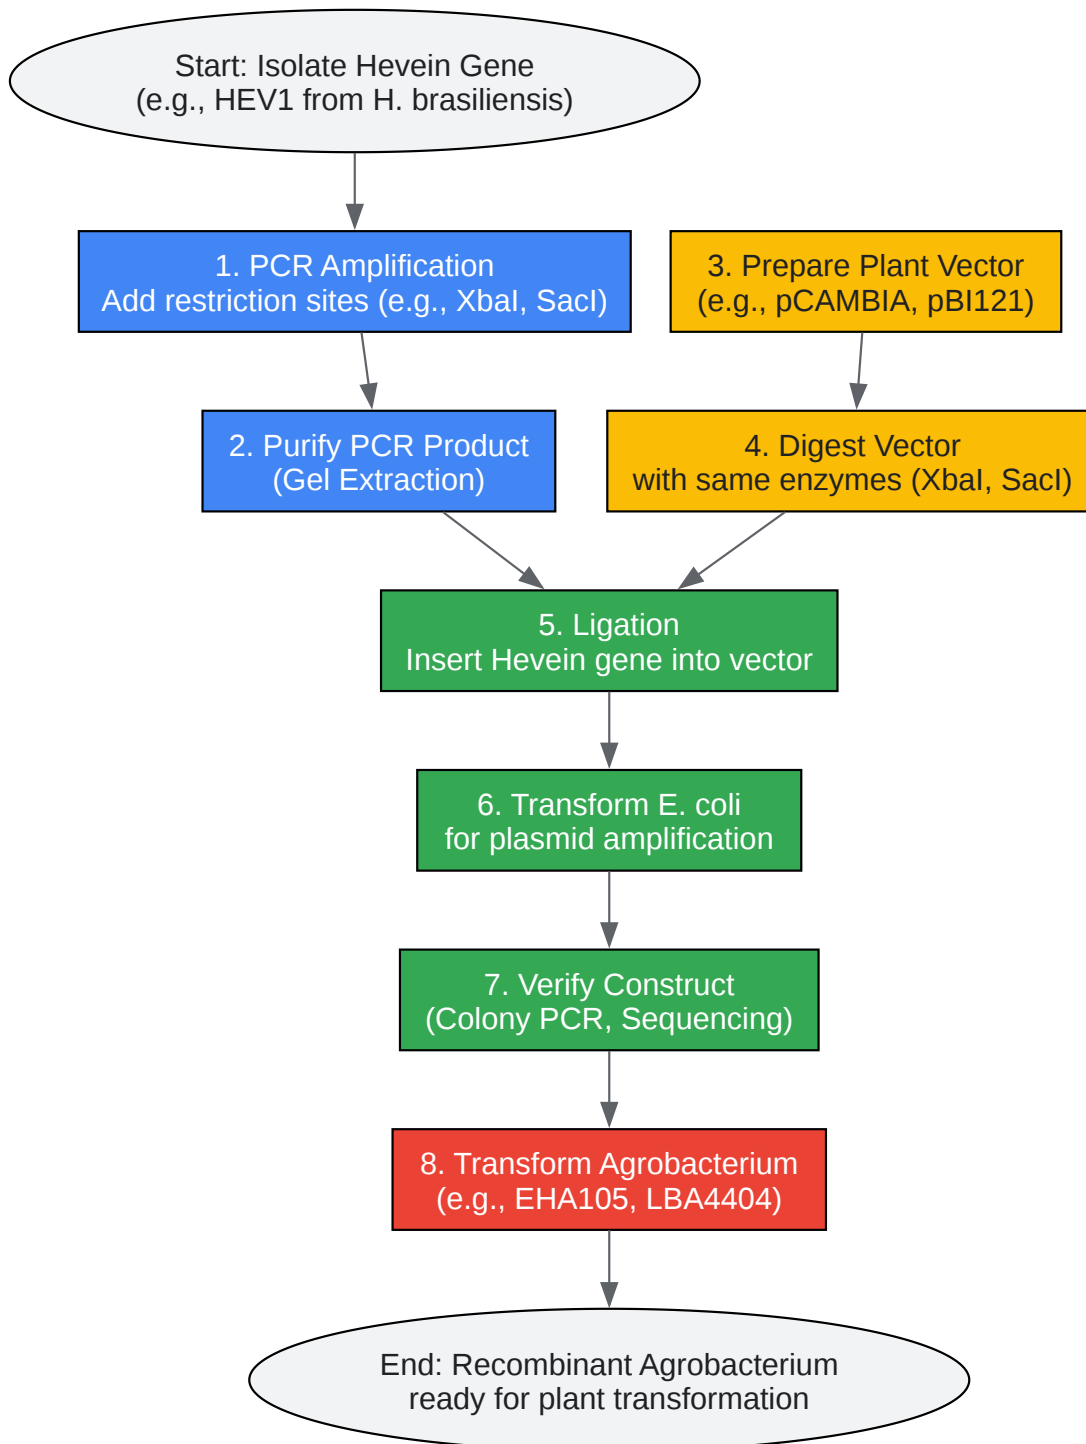 Start: Isolate Hevein Gene
(e.g., HEV1 from H. brasiliensis)
1. PCR Amplification
Add restriction sites (e.g., XbaI, SacI)
3. Prepare Plant Vector
(e.g., pCAMBIA, pBI121)
2. Purify PCR Product
(Gel Extraction)
4. Digest Vector
with same enzymes (XbaI, SacI)
5. Ligation
Insert Hevein gene into vector
6. Transform E. coli
for plasmid amplification
7. Verify Construct
(Colony PCR, Sequencing)
8. Transform Agrobacterium
(e.g., EHA105, LBA4404)
End: Recombinant Agrobacterium
ready for plant transformation